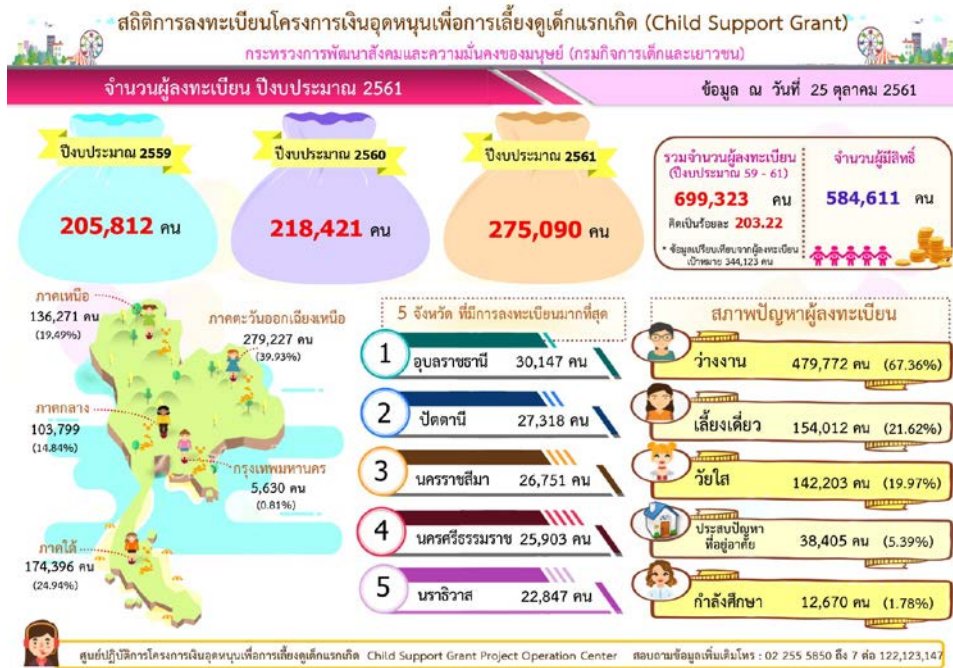 สถิติการลงทะเบียนโครงการเงินอุดหนุนเพื่อการเลี้ยงดูเด็กแรกเกิด (Child Support Grant)
กระทรวงการพัฒนาสังคมและความมั่นคงของมนุษย์ (กรมกิจการเด็กและเยาวชน)
จำนวนผู้ลงทะเบียน ปีงบประมาณ 2561
ข้อมูล ณ วันที่ 25 ตุลาคม 2561
ปีงบประมาณ 2559
205,812 คน
ปีงบประมาณ 2560
218,421 คน
ปีงบประมาณ 2561
275,090 คน
รวมจำนวนผู้ลงทะเบียน
(ปีงบประมาณ 59 - 61)
699,323 คน
คิดเป็นร้อยละ 203.22
* ข้อมูลเปรียบเทียบจากผู้ลงทะเบียน
เป้าหมาย 344,123 คน
จำนวนผู้มีสิทธิ์
584,611 คน
ภาคเหนือ
136,271 คน
(19.49%)
ภาคตะวันออกเฉียงเหนือ
279,227 คน
(39.93%)
ภาคกลาง
103,799
(14.84%)
กรุงเทพมหานคร
5,630 คน
(0.81%)
ภาคใต้
174,396 คน
(24.94%)
5 จังหวัด ที่มีการลงทะเบียนมากที่สุด
1 อุบลราชธานี 30,147 คน
2 ปัตตานี 27,318 คน
3 นครราชสีมา 26,751 คน
4 นครศรีธรรมราช 25,903 คน
5 นราธิวาส 22,847 คน
สภาพปัญหาผู้ลงทะเบียน
ว่างงาน 479,772 คน (67.36%)
เลี้ยงเดี่ยว 154,012 คน (21.62%)
วัยใส 142,203 คน (19.97%)
ประสบปัญหา
ที่อยู่อาศัย 38,405 คน (5.39%)
กำลังศึกษา 12,670 คน (1.78%)
ศูนย์ปฏิบัติการโครงการเงินอุดหนุนเพื่อการเลี้ยงดูเด็กแรกเกิด Child Support Grant Project Operation Center สอบถามข้อมูลเพิ่มเติมโทร : 02 255 5850 ถึง 7 ต่อ 122,123,147